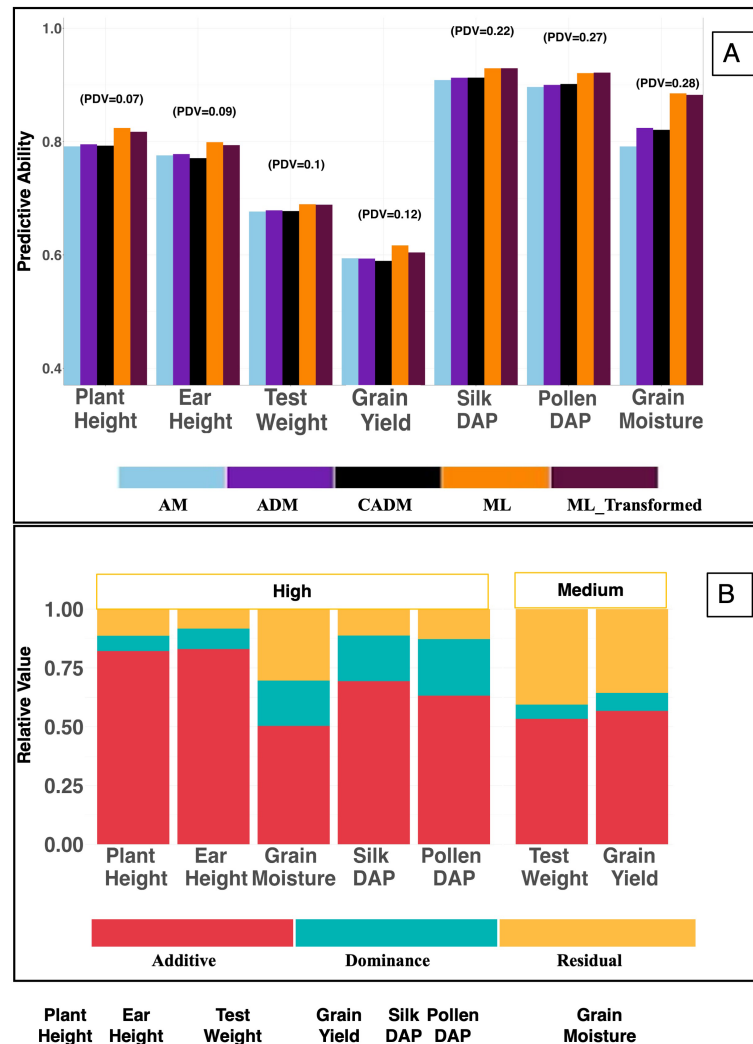 A
1.0
0.8
0.6
0.4
Predictive Ability
(PDV=0.07)
(PDV=0.09)
(PDV=0.1)
(PDV=0.12)
(PDV=0.22)
(PDV=0.27)
(PDV=0.28)
Plant Height
Ear Height
Test Weight
Grain Yield
Silk DAP
Pollen DAP
Grain Moisture
AM ADM CADM ML ML_Transformed
B
High Medium
1.00
0.75
0.50
0.25
0.00
Relative Value
Plant Height
Ear Height
Grain Moisture
Silk DAP
Pollen DAP
Test Weight
Grain Yield
Additive Dominance Residual
Plant Ear Test Grain Silk Pollen Grain
Height Height Weight Yield DAP DAP Moisture